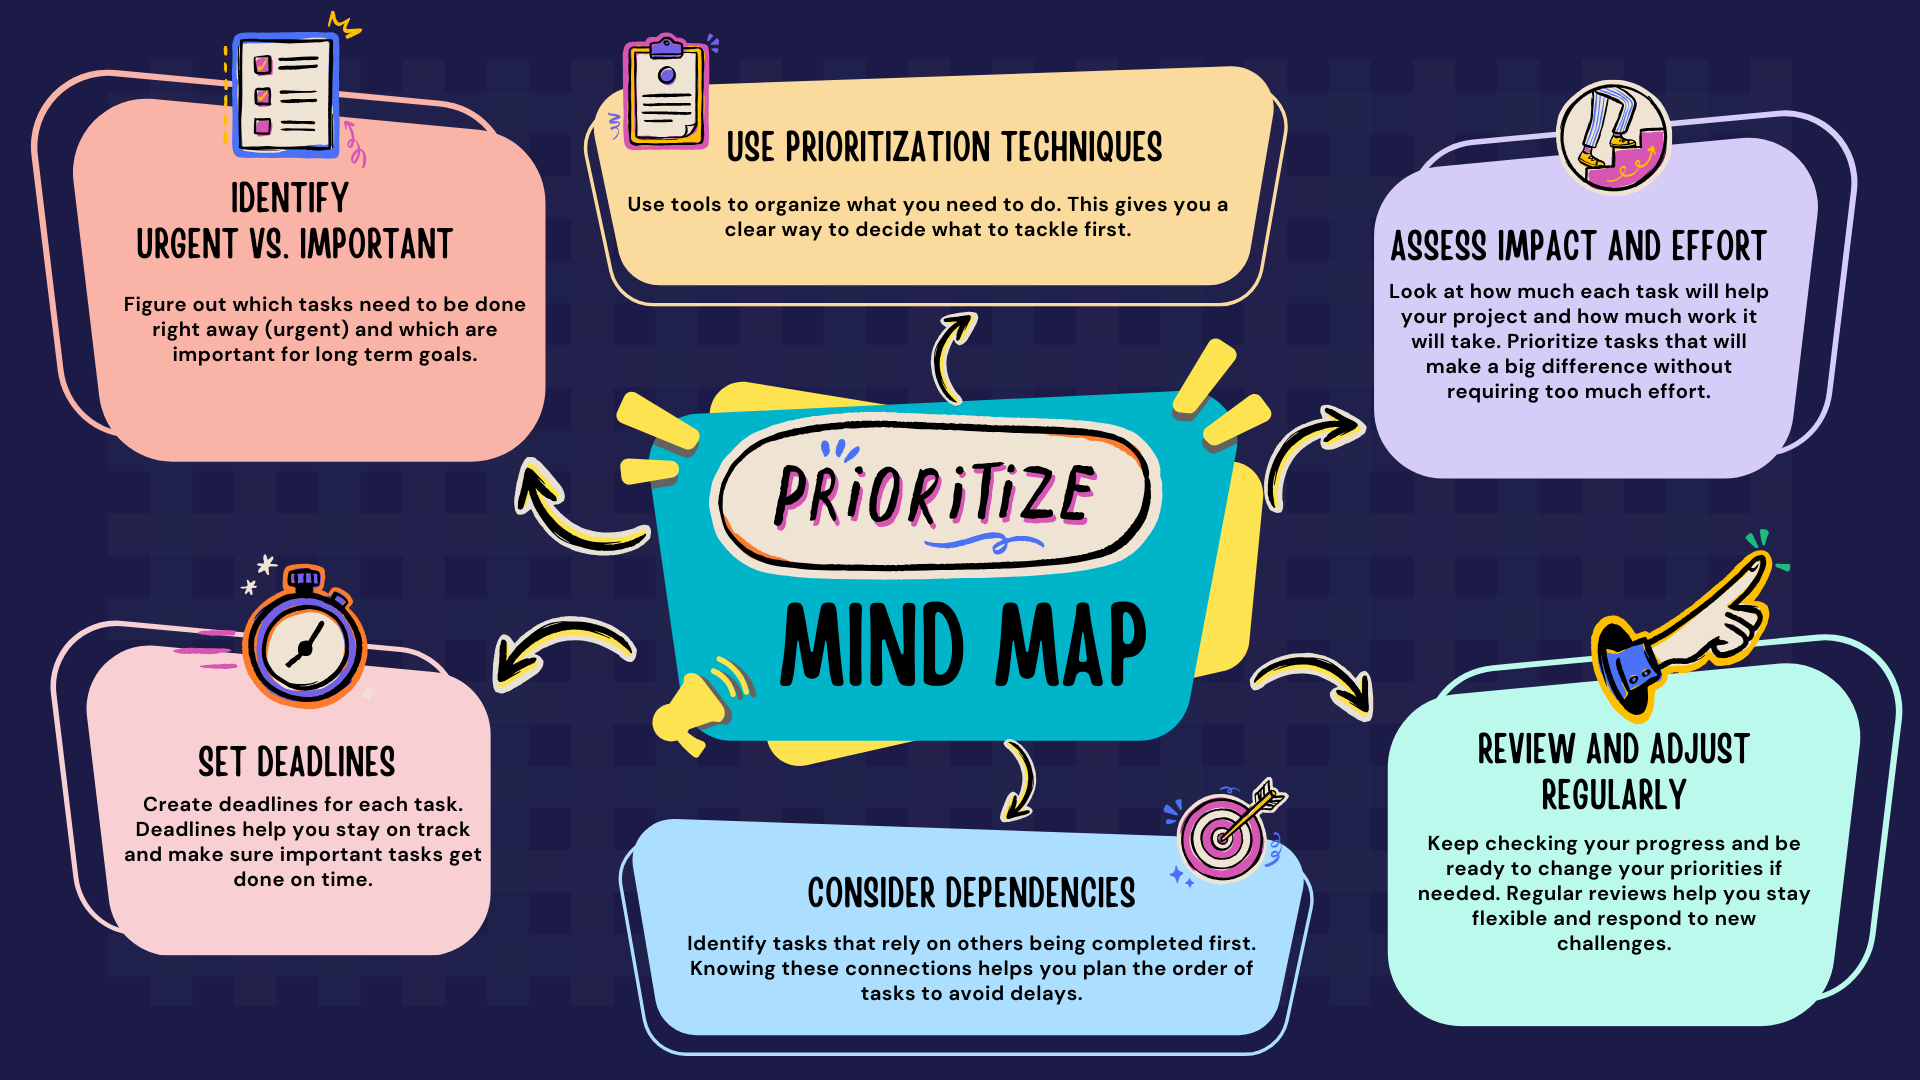 IDENTIFY
URGENT VS. IMPORTANT
Figure out which tasks need to be done
right away (urgent) and which are
important for long term goals.
USE PRIORITIZATION TECHNIQUES
Use tools to organize what you need to do. This gives you a
clear way to decide what to tackle first.
ASSESS IMPACT AND EFFORT
Look at how much each task will help
your project and how much work it
will take. Prioritize tasks that will
make a big difference without
requiring too much effort.
PRiORiTiZE
MIND MAP
SET DEADLINES
Create deadlines for each task.
Deadlines help you stay on track
and make sure important tasks get
done on time.
CONSIDER DEPENDENCIES
Identify tasks that rely on others being completed first.
Knowing these connections helps you plan the order of
tasks to avoid delays.
REVIEW AND ADJUST
REGULARLY
Keep checking your progress and be
ready to change your priorities if
needed. Regular reviews help you stay
flexible and respond to new
challenges.